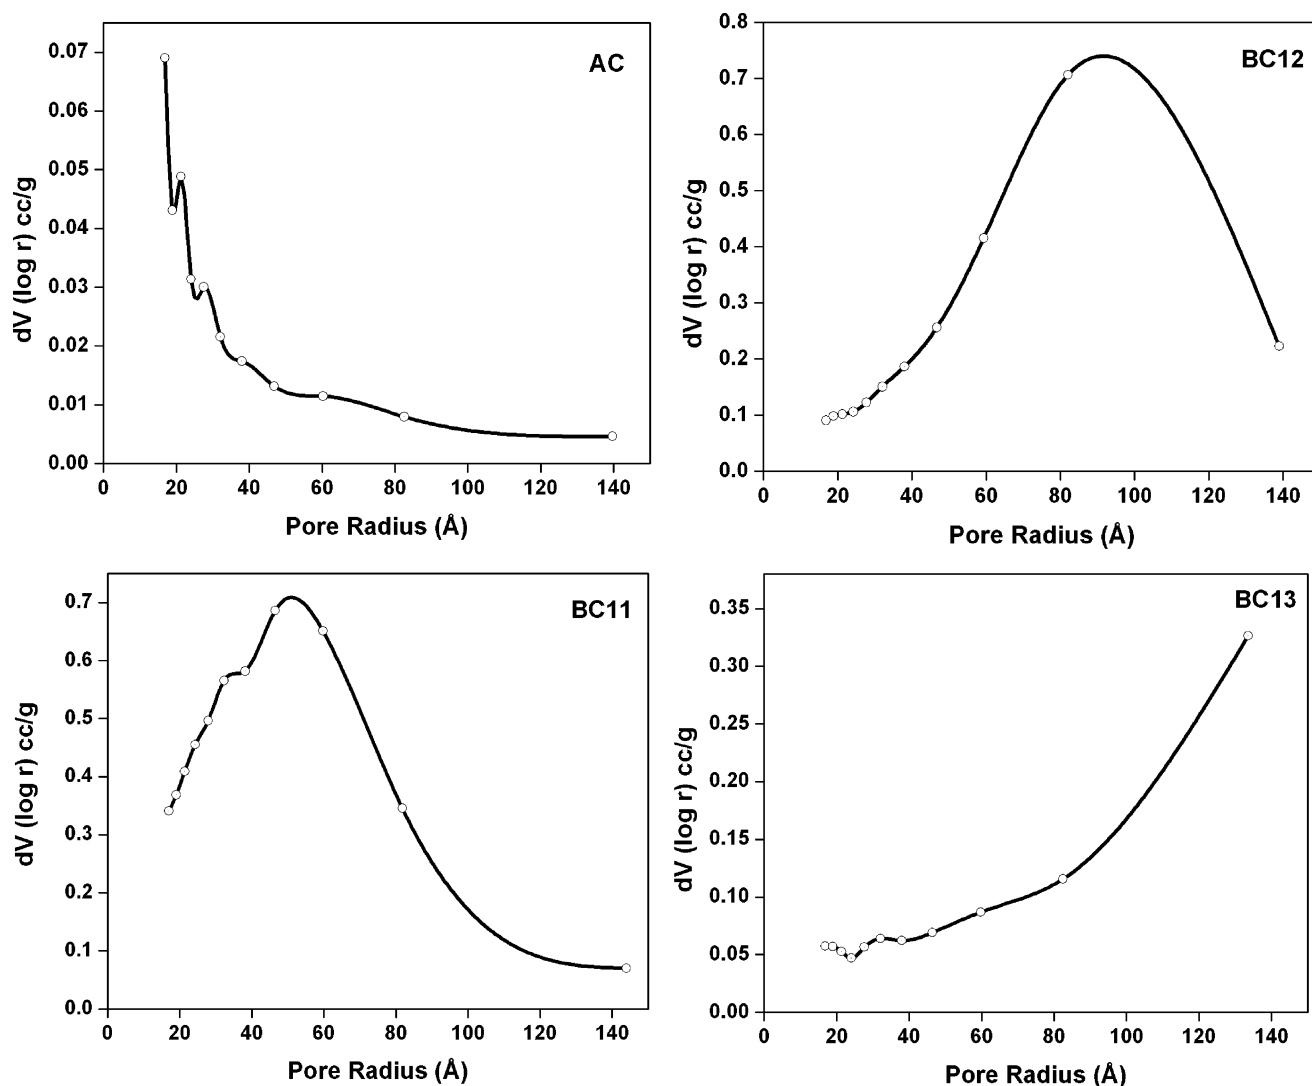 AC
dV (log r) cc/g
0.07
0.06
0.05
0.04
0.03
0.02
0.01
0.00
0 20 40 60 80 100 120 140
Pore Radius (Å)
BC12
dV (log r) cc/g
0.8
0.7
0.6
0.5
0.4
0.3
0.2
0.1
0.0
0 20 40 60 80 100 120 140
Pore Radius (Å)
BC11
dV (log r) cc/g
0.7
0.6
0.5
0.4
0.3
0.2
0.1
0.0
0 20 40 60 80 100 120 140
Pore Radius (Å)
BC13
dV (log r) cc/g
0.35
0.30
0.25
0.20
0.15
0.10
0.05
0.00
0 20 40 60 80 100 120 140
Pore Radius (Å)